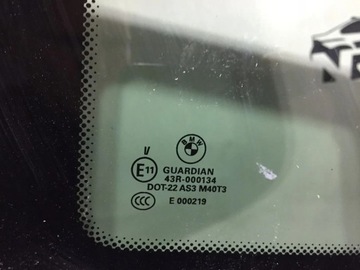 BMW
V
E11
GUARDIAN
43R-000134
DOT-22 AS3 M40T3
CCC
E 000219